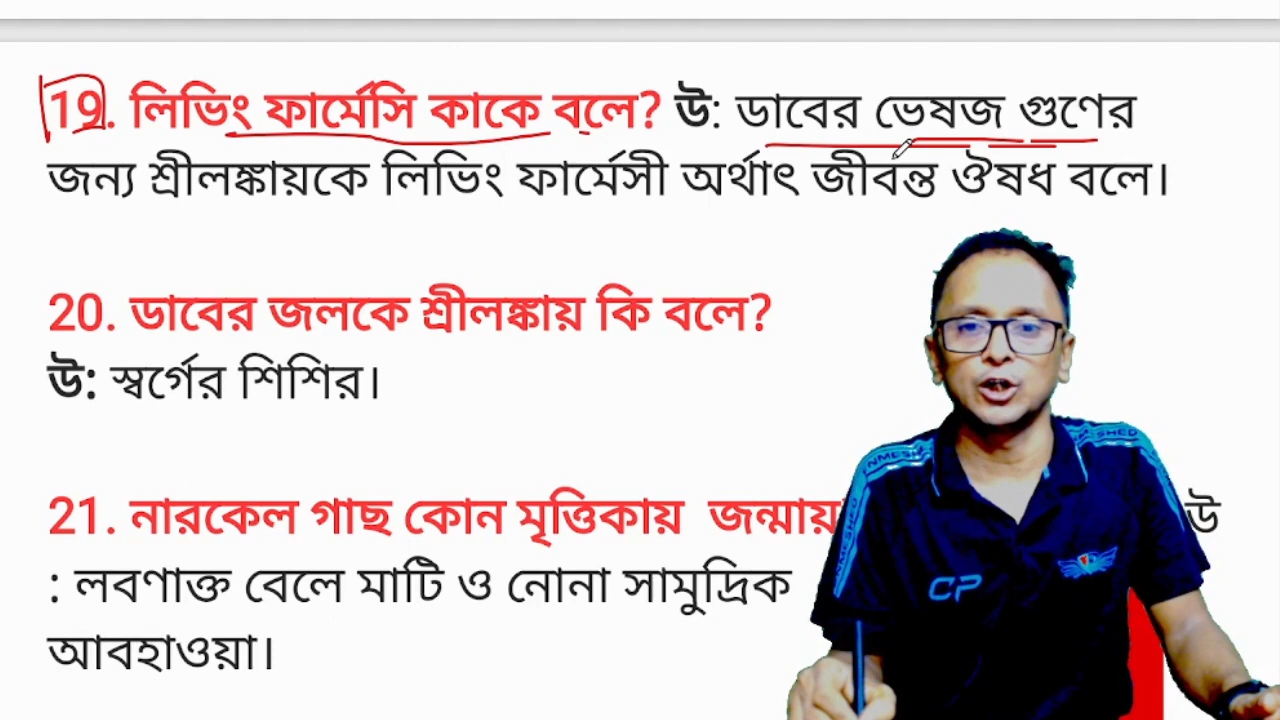 19. লিভিং ফার্মেসি কাকে বলে? উ: ডাবের ভেষজ গুণের
জন্য শ্রীলঙ্কায়কে লিভিং ফার্মেসী অর্থাৎ জীবন্ত ঔষধ বলে।
20. ডাবের জলকে শ্রীলঙ্কায় কি বলে?
উ: স্বর্গের শিশির।
21. নারকেল গাছ কোন মৃত্তিকায় জন্মায় উ
: লবণাক্ত বেলে মাটি ও নোনা সামুদ্রিক
আবহাওয়া।
CP